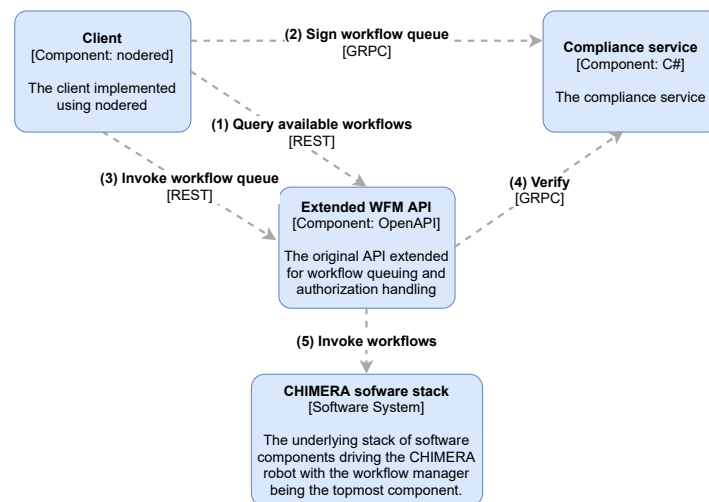 Client
[Component: nodered]
The client implemented
using nodered
(2) Sign workflow queue
[GRPC]
Compliance service
[Component: C#]
The compliance service
(1) Query available workflows
[REST]
(3) Invoke workflow queue
[REST]
(4) Verify
[GRPC]
Extended WFM API
[Component: OpenAPI]
The original API extended
for workflow queuing and
authorization handling
(5) Invoke workflows
CHIMERA sofware stack
[Software System]
The underlying stack of software
components driving the CHIMERA
robot with the workflow manager
being the topmost component.